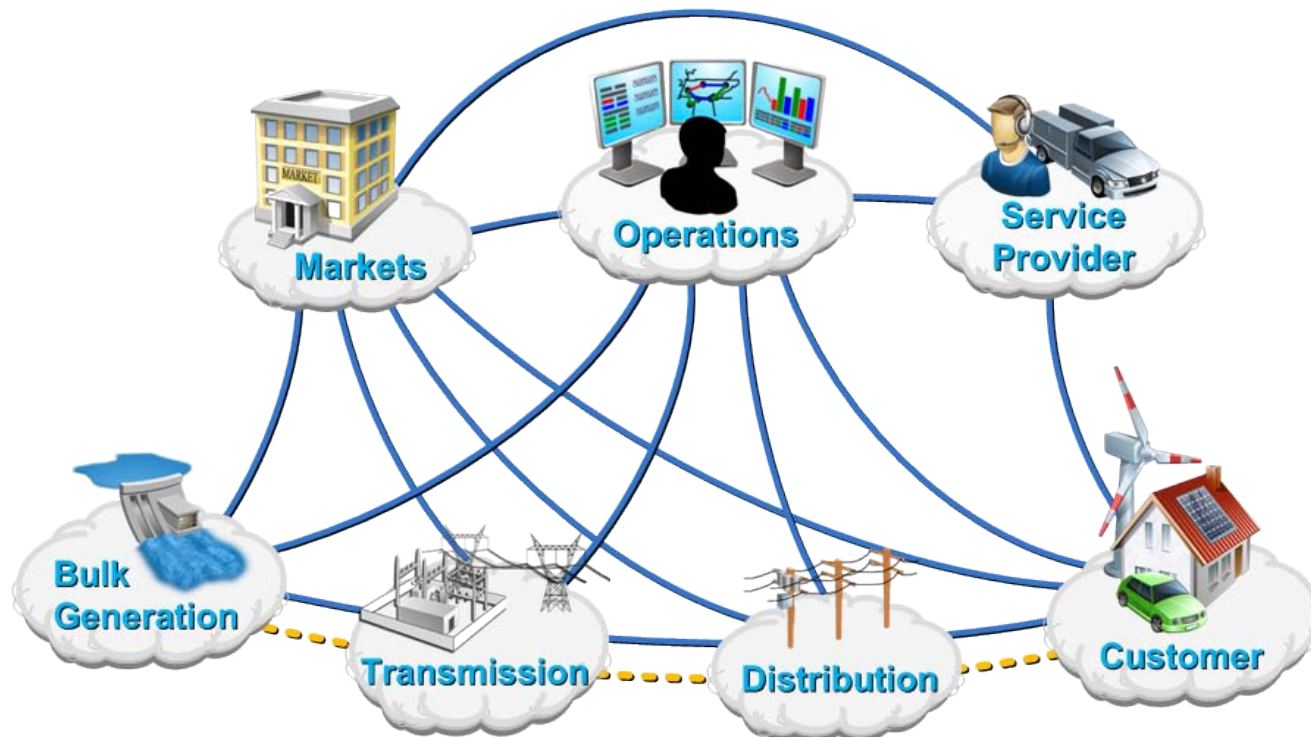 MARKET
Markets
Operations
Service
Provider
Bulk
Generation
Transmission
Distribution
Customer